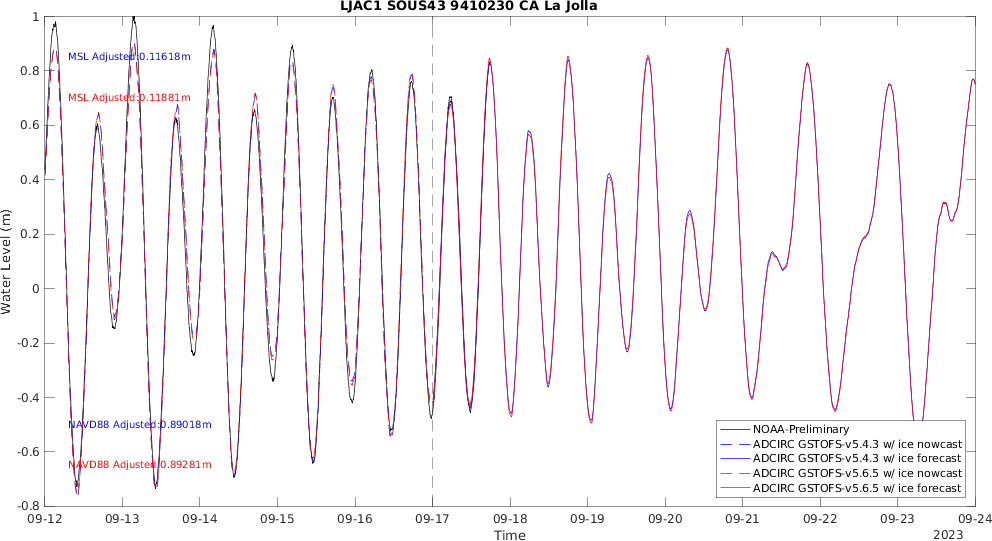 LJAC1 SOUS43 9410230 CA La Jolla
1
0.8
0.6
0.4
0.2
0
-0.2
-0.4
-0.6
-0.8
Water Level (m)
MSL Adjusted:0.11618m
MSL Adjusted:0.11881m
NAVD88 Adjusted:0.89018m
NAVD88 Adjusted:0.89281m
NOAA-Preliminary
ADCIRC GSTOFS-v5.4.3 w/ ice nowcast
ADCIRC GSTOFS-v5.4.3 w/ ice forecast
ADCIRC GSTOFS-v5.6.5 w/ ice nowcast
ADCIRC GSTOFS-v5.6.5 w/ ice forecast
09-12 09-13 09-14 09-15 09-16 09-17 09-18 09-19 09-20 09-21 09-22 09-23 09-24
Time
2023